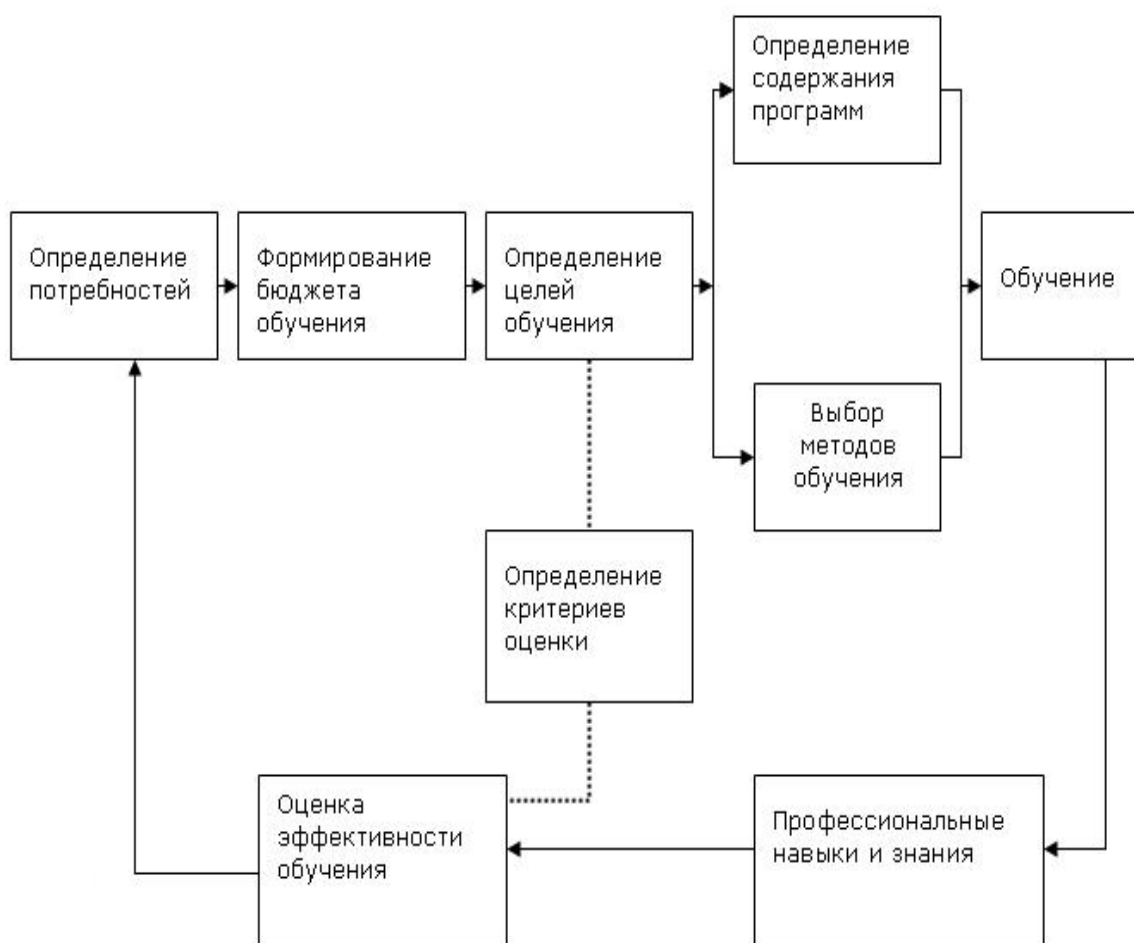 Определение
содержания
программ
Определение
потребностей
Формирование
бюджета
обучения
Определение
целей
обучения
Обучение
Выбор
методов
обучения
Определение
критериев
оценки
Оценка
эффективности
обучения
Профессиональные
навыки и знания